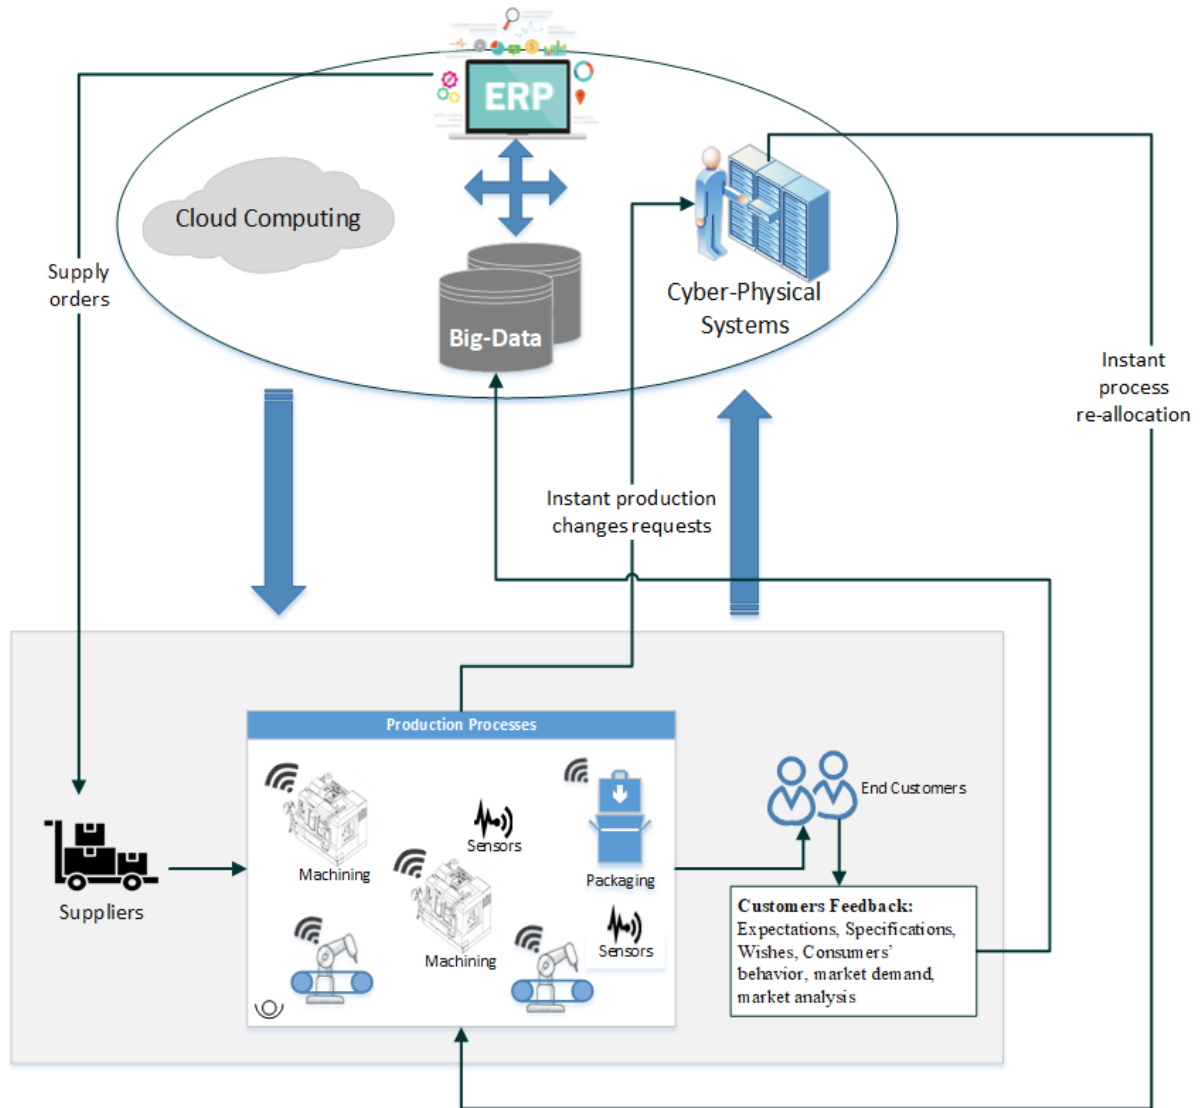 ERP
Cloud Computing
Supply
orders
Big-Data
Cyber-Physical
Systems
Instant
process
re-allocation
Instant production
changes requests
Production Processes
Machining
Sensors
Packaging
Machining
Sensors
Suppliers
End Customers
Customers Feedback:
Expectations, Specifications,
Wishes, Consumers'
behavior, market demand,
market analysis